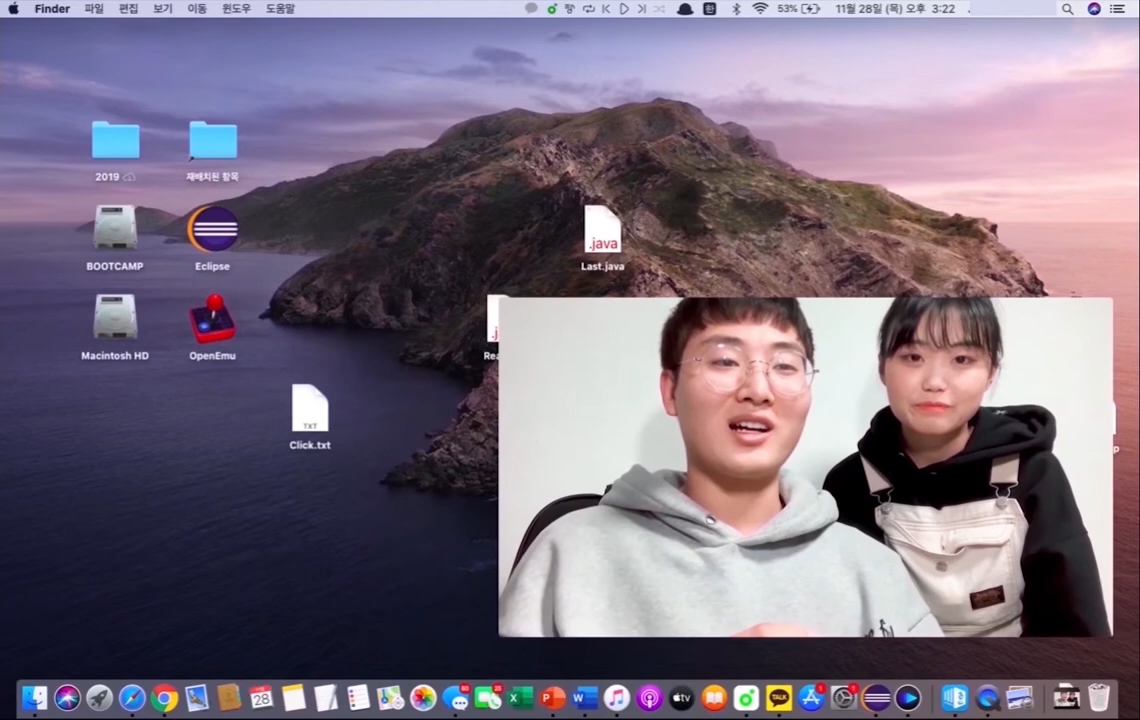 Finder 파일 편집 보기 이동 윈도우 도움말 53% 11월 28일 (목) 오후 3:22
2019 재배치된 항목
.java
BOOTCAMP Eclipse Last.java
Macintosh HD OpenEmu Rea
TXT
Click.txt
p
28 TALK